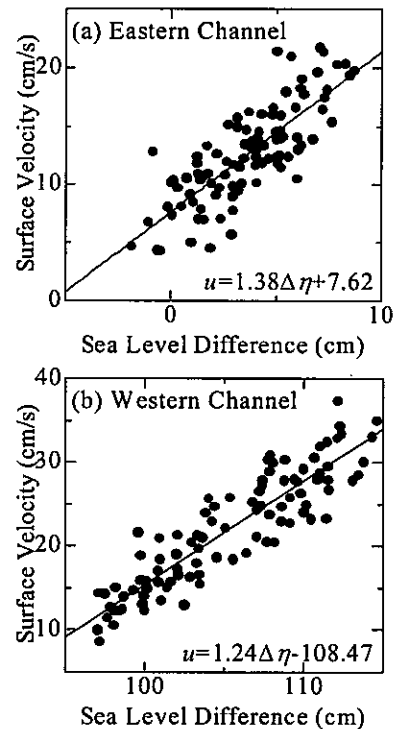 (a) Eastern Channel
Surface Velocity (cm/s)
20
10
0
u=1.38Δη+7.62
0 10
Sea Level Difference (cm)
(b) Western Channel
Surface Velocity (cm/s)
40
30
20
10
u=1.24Δη-108.47
100 110
Sea Level Difference (cm)